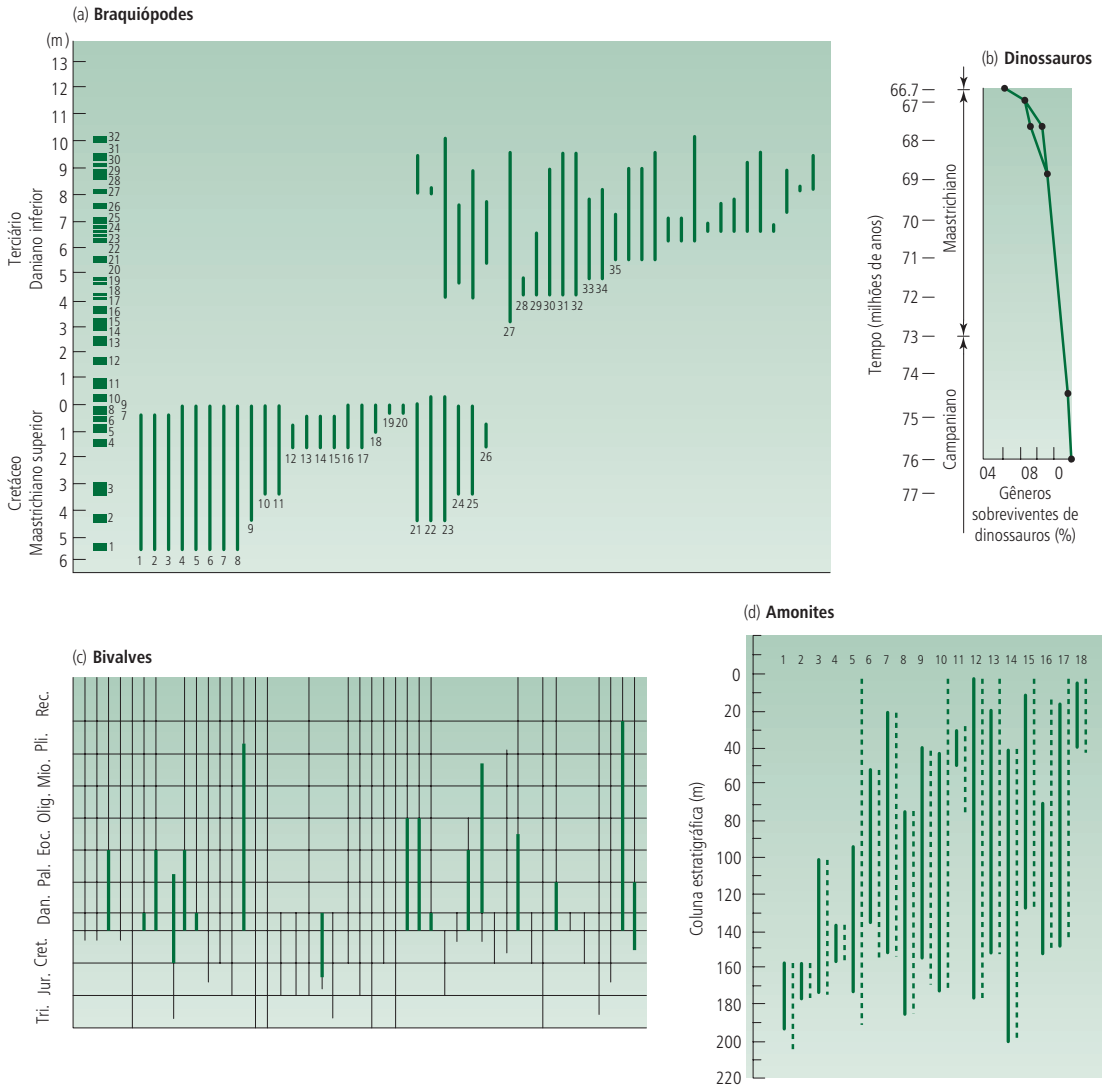 (a) Braquiópodes
(m)
13
12
11
10
9
8
7
6
5
4
3
2
1
0
1
2
3
4
5
6
Terciário
Daniano inferior
Cretáceo
Maastrichiano superior
32
31
30
29
28
27
26
25
24
23
22
21
20
19
18
17
16
15
14
13
12
11
10
9
8
7
6
5
4
3
2
1
1 2 3 4 5 6 7 8
9
10 11
12 13 14 15 16 17
18
19 20
21 22 23
24 25
26
27
28 29 30 31 32
33 34
35
(b) Dinossauros
66.7
67
68
69
70
71
72
73
74
75
76
77
Tempo (milhões de anos)
Maastrichiano
Campaniano
04 08 0
Gêneros
sobreviventes de
dinossauros (%)
(c) Bivalves
Rec.
Pli.
Mio.
Olig.
Eoc.
Pal.
Dan.
Cret.
Jur.
Tri.
(d) Amonites
1 2 3 4 5 6 7 8 9 10 11 12 13 14 15 16 17 18
0
20
40
60
80
100
120
140
160
180
200
220
Coluna estratigráfica (m)